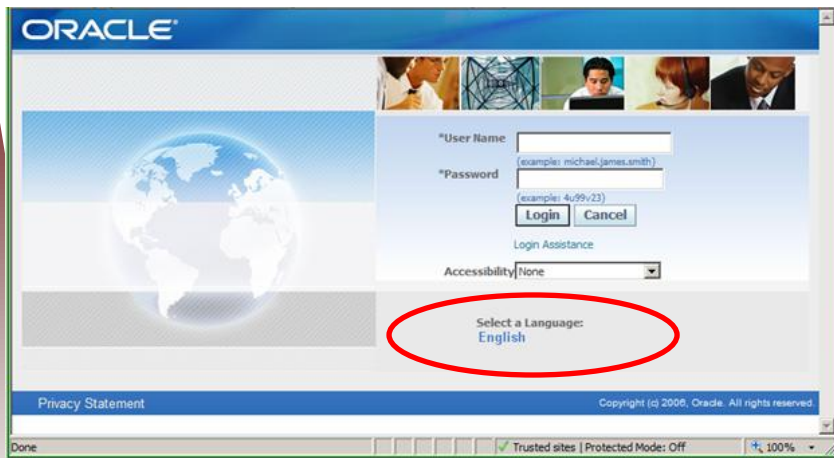 ORACLE®
*User Name
(example: michael.james.smith)
*Password
(example: 4u99v23)
Login Cancel
Login Assistance
Accessibility None
Select a Language:
English
Privacy Statement Copyright (c) 2006, Oracle. All rights reserved.
Done Trusted sites | Protected Mode: Off 100%